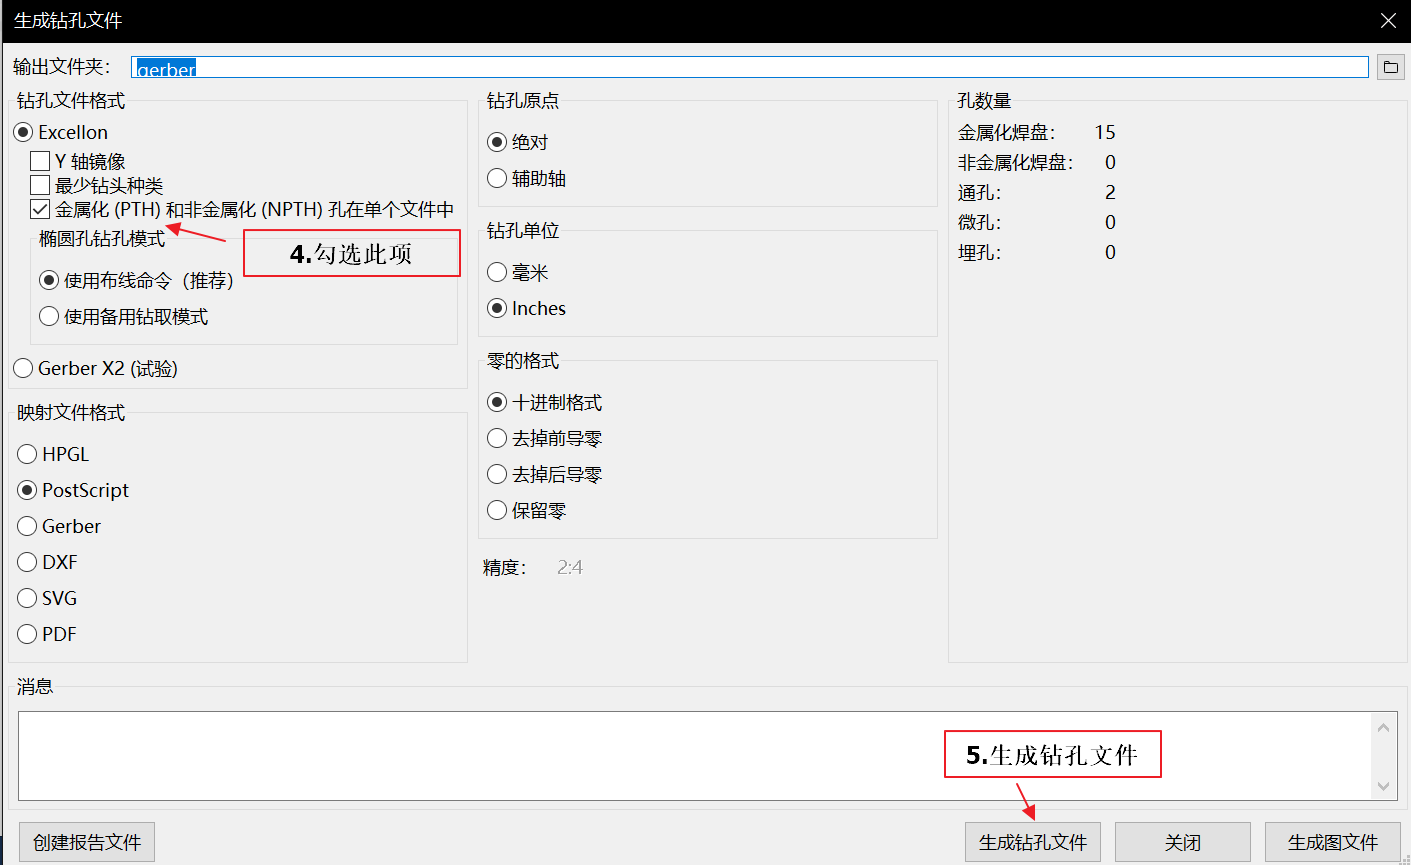 生成钻孔文件
输出文件夹: gerber
钻孔文件格式
Excellon
Y 轴镜像
最少钻头种类
金属化 (PTH) 和非金属化 (NPTH) 孔在单个文件中
4.勾选此项
椭圆孔钻孔模式
使用布线命令（推荐）
使用备用钻取模式
Gerber X2 (试验)
映射文件格式
HPGL
PostScript
Gerber
DXF
SVG
PDF
钻孔原点
绝对
辅助轴
钻孔单位
毫米
Inches
零的格式
十进制格式
去掉前导零
去掉后导零
保留零
精度: 2:4
孔数量
金属化焊盘: 15
非金属化焊盘: 0
通孔: 2
微孔: 0
埋孔: 0
消息
5.生成钻孔文件
创建报告文件
生成钻孔文件
关闭
生成图文件